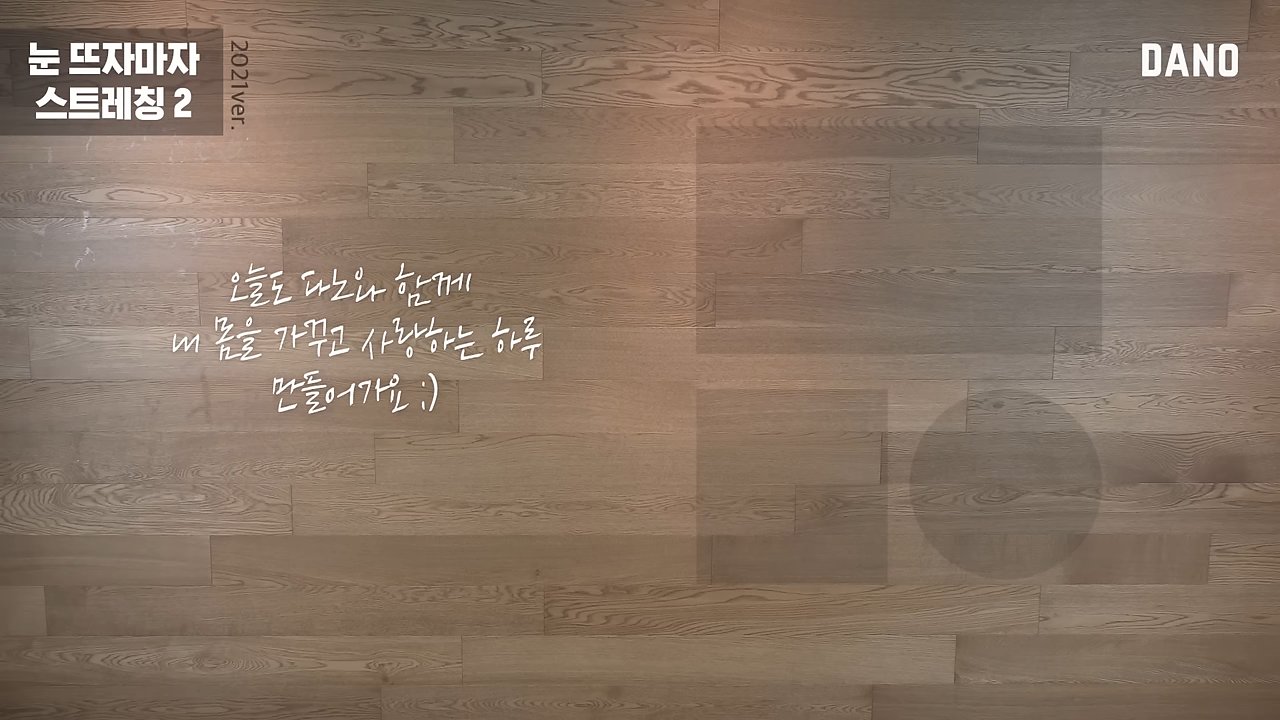 눈 뜨자마자
스트레칭 2
2021ver.
DANO
오늘도 다노와 함께
내 몸을 가꾸고 사랑하는 하루
만들어가요 ;)